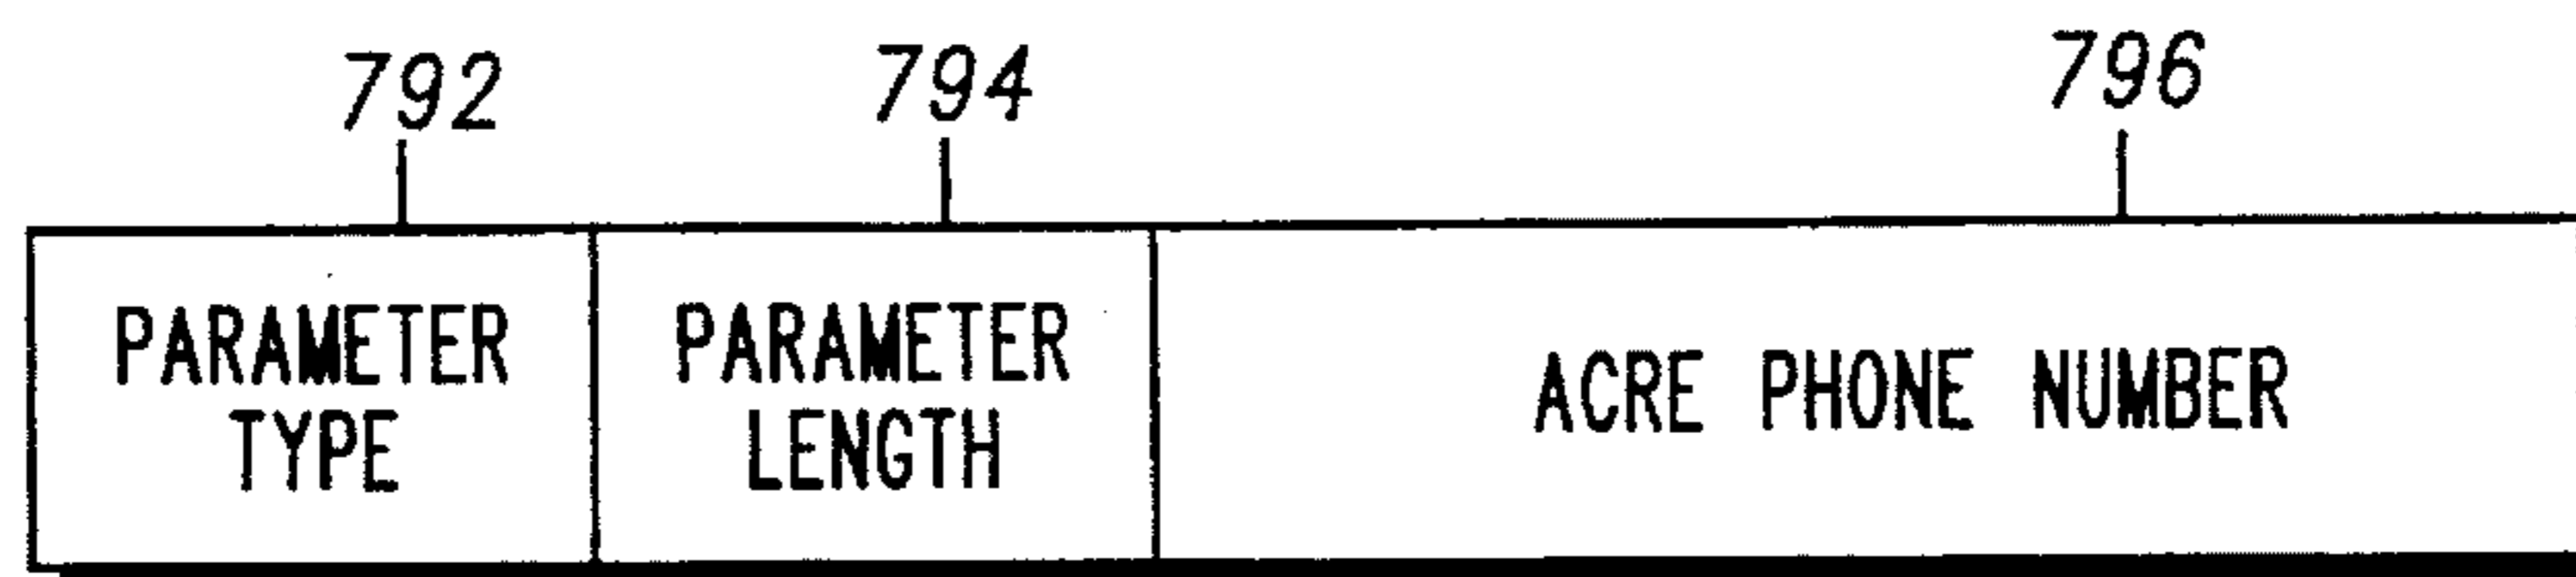 792 794 796
PARAMETER TYPE
PARAMETER LENGTH
ACRE PHONE NUMBER